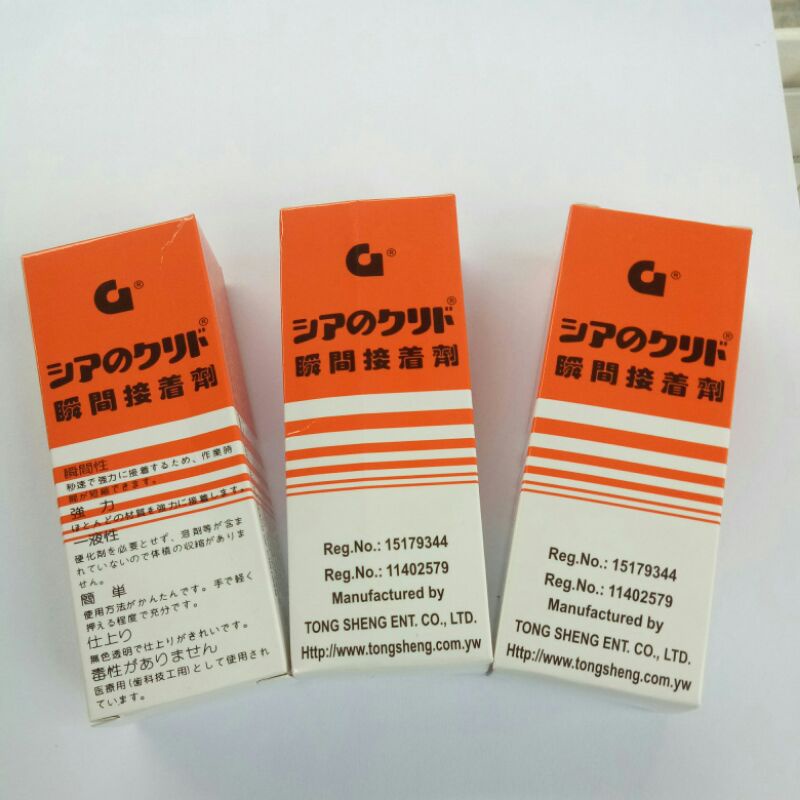 G®
シアのクリド®
瞬間接着劑
瞬間性
秒速で強力に接着するため、作業時
間が短縮できます。
強力
ほとんどの材質を強力に接着します。
一液性
硬化剤を必要とせず、溶剤等が含ま
れていないので体積の収縮がありま
せん。
簡単
使用方法がかんたんです。手で軽く
押える程度で充分です。
仕上り
無色透明で仕上りがきれいです。
毒性がありません
医療用(歯科技工用)として使用され
ています。
G®
シアのクリド®
瞬間接着劑
Reg.No.: 15179344
Reg.No.: 11402579
Manufactured by
TONG SHENG ENT. CO., LTD.
Http://www.tongsheng.com.yw
G®
シアのクリド®
瞬間接着劑
Reg.No.: 15179344
Reg.No.: 11402579
Manufactured by
TONG SHENG ENT. CO., LTD.
Http://www.tongsheng.com.yw